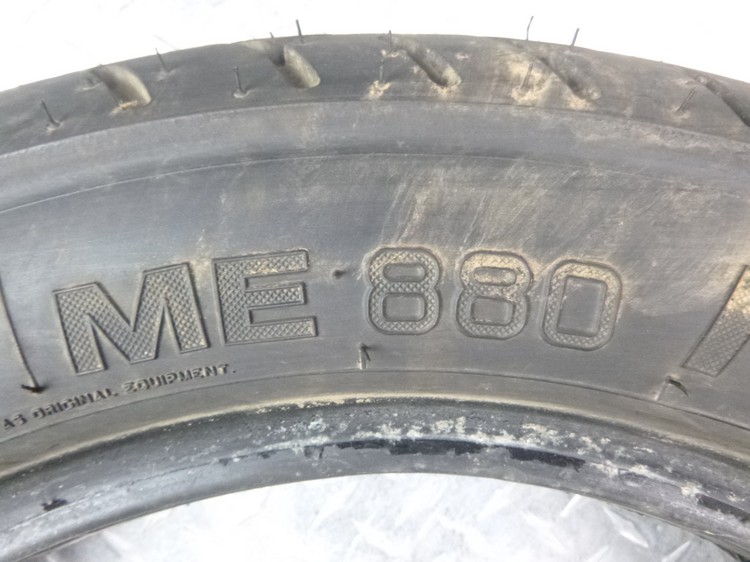 ME 880
AS ORIGINAL EQUIPMENT.